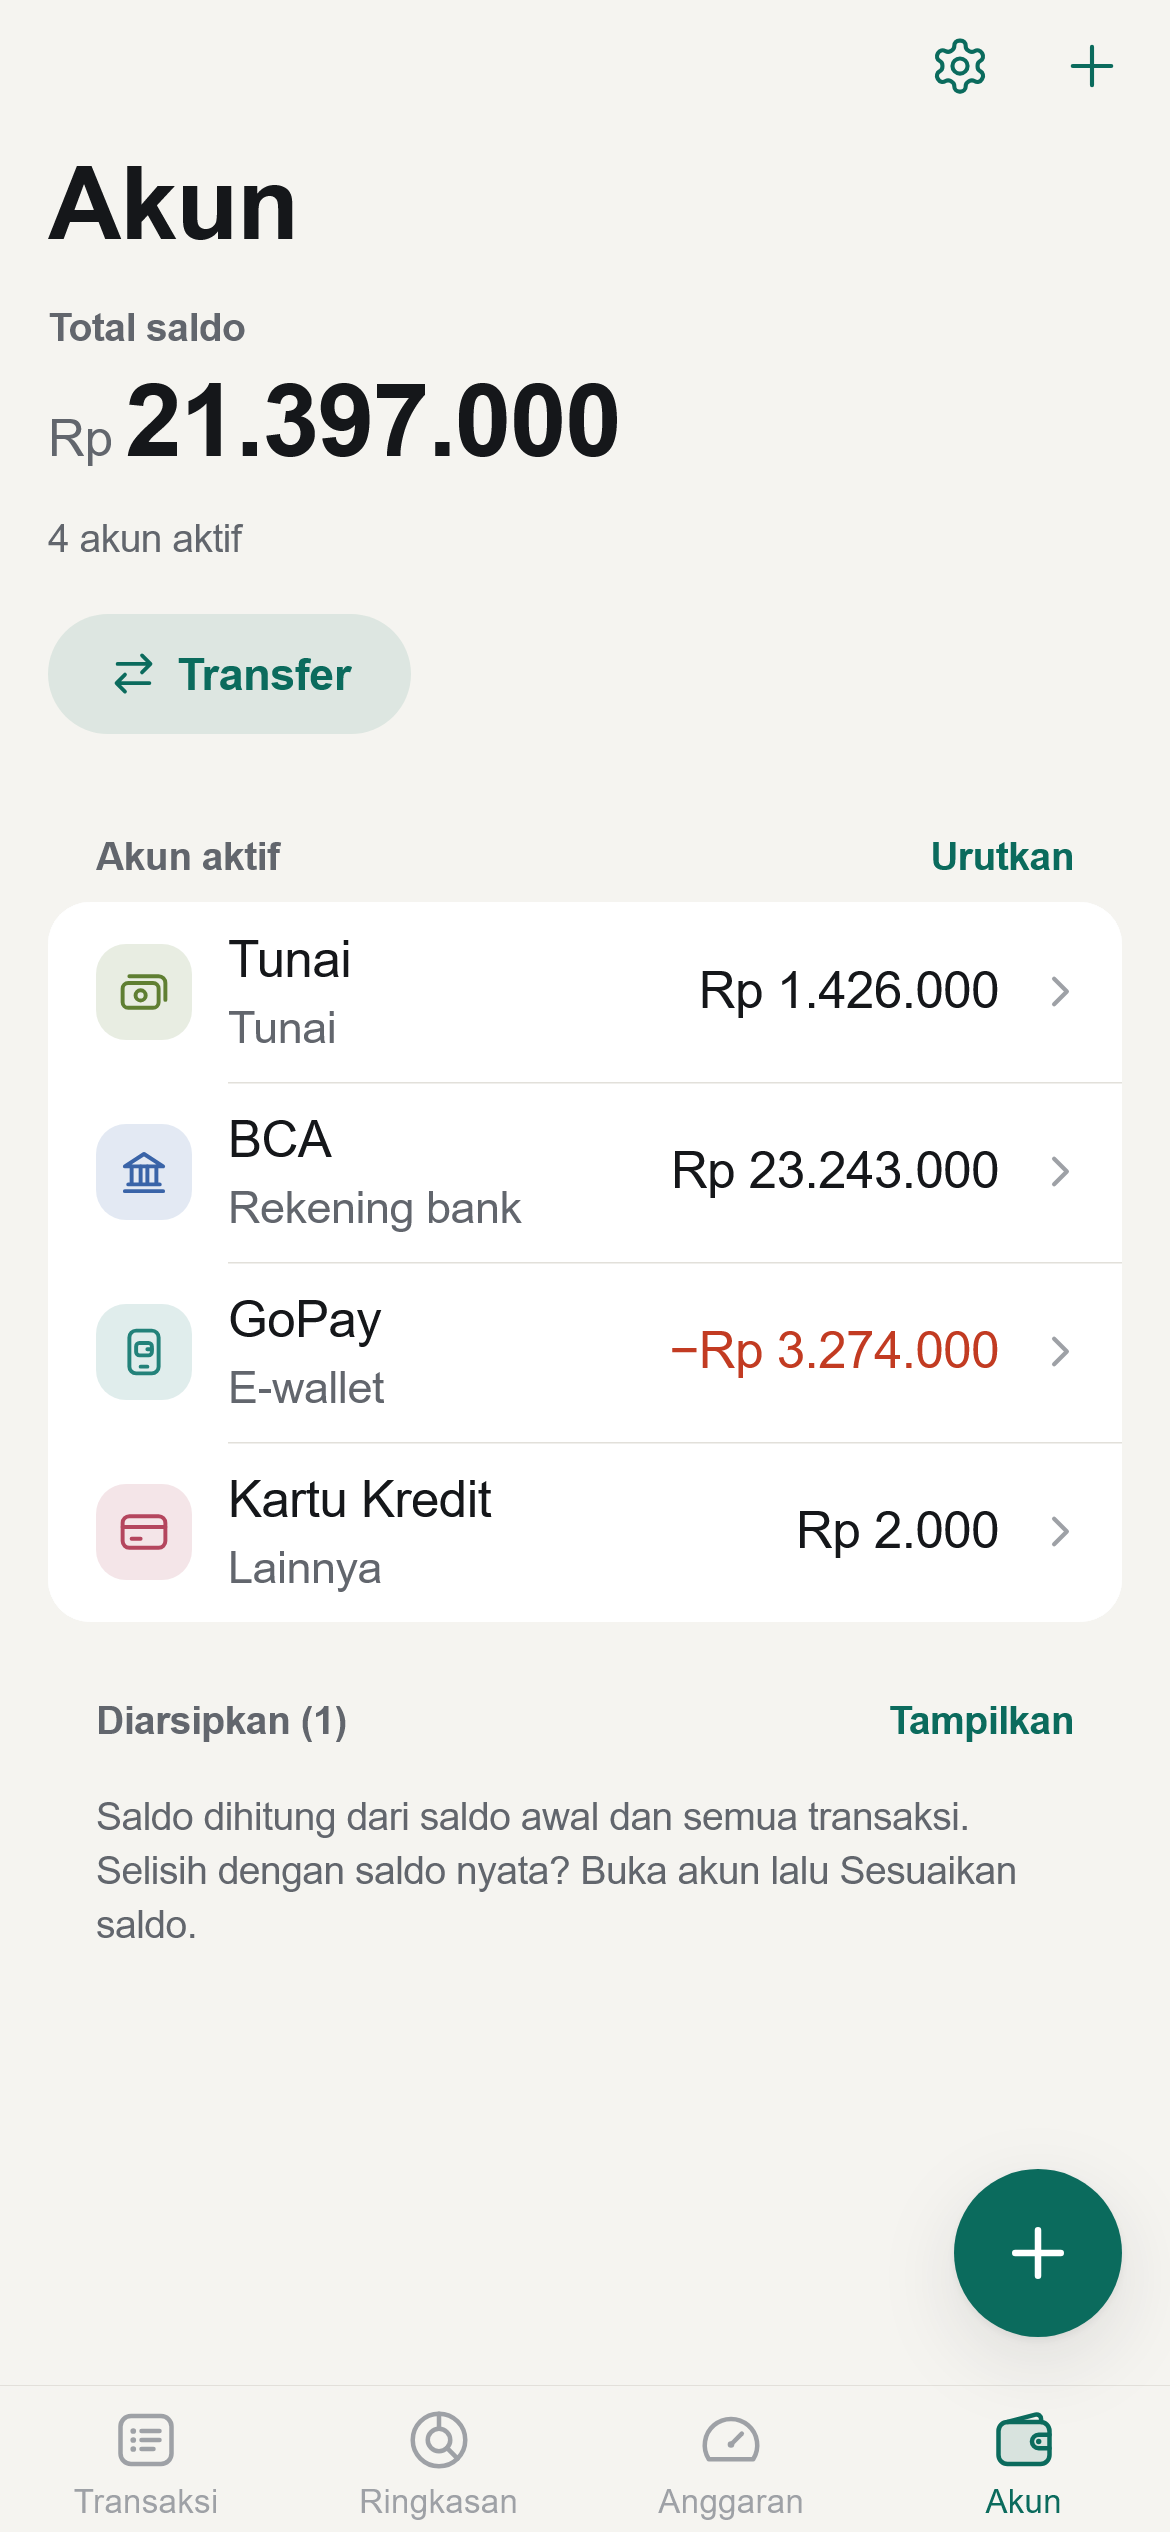 Akun
Total saldo
Rp 21.397.000
4 akun aktif
Transfer
Akun aktif
Urutkan
Tunai
Tunai
Rp 1.426.000
BCA
Rekening bank
Rp 23.243.000
GoPay
E-wallet
−Rp 3.274.000
Kartu Kredit
Lainnya
Rp 2.000
Diarsipkan (1)
Tampilkan
Saldo dihitung dari saldo awal dan semua transaksi.
Selisih dengan saldo nyata? Buka akun lalu Sesuaikan
saldo.
Transaksi
Ringkasan
Anggaran
Akun